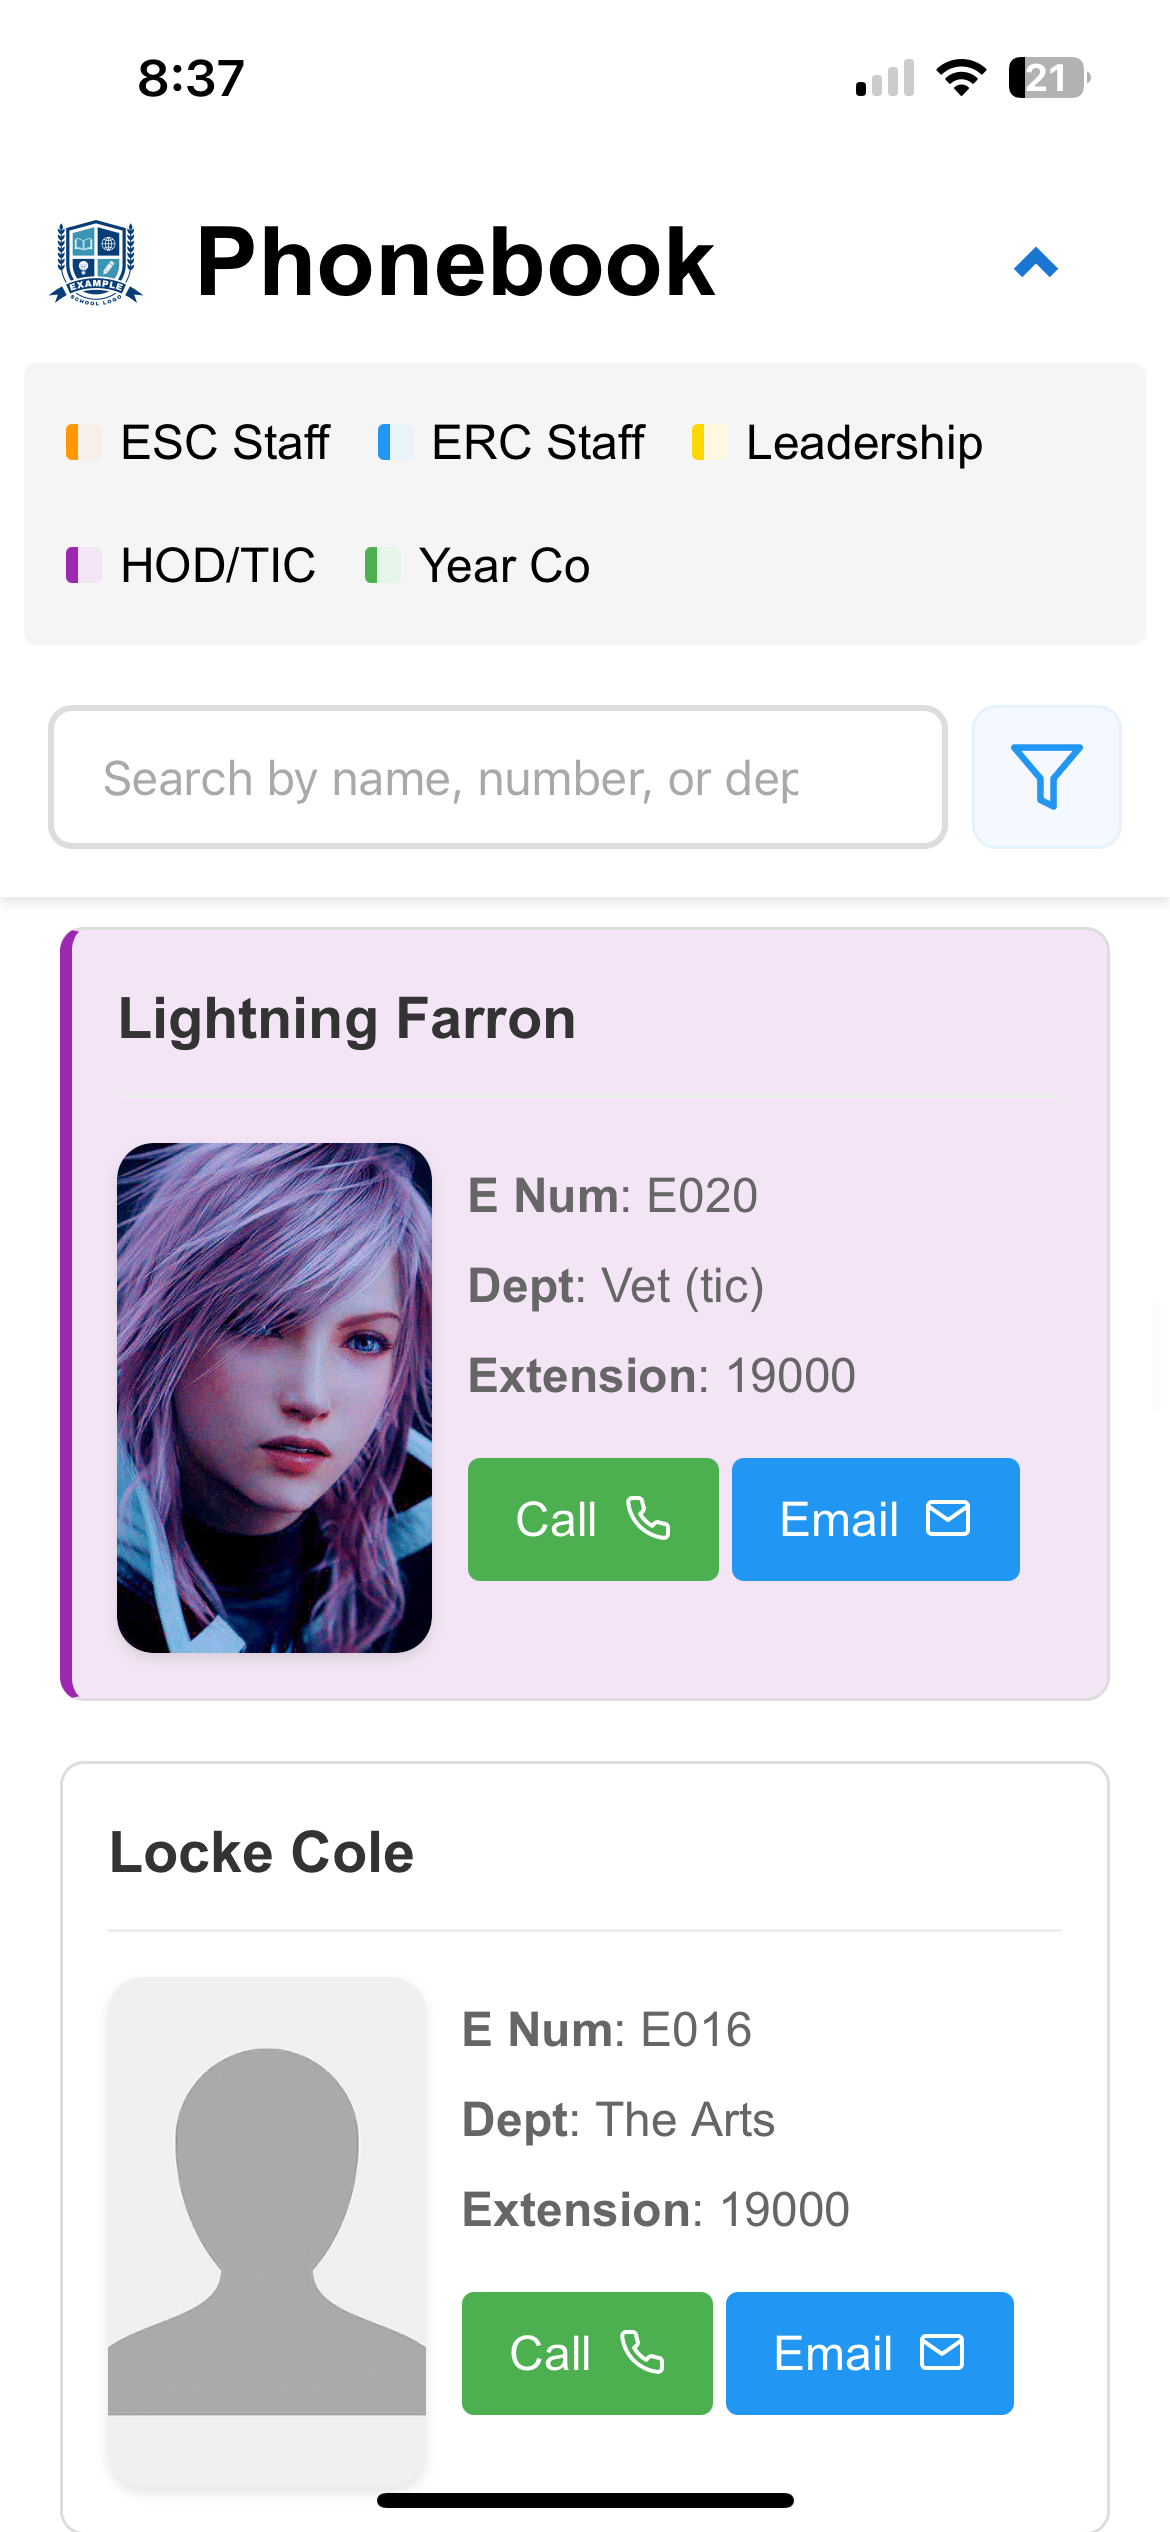 8:37
21
EXAMPLE
SCHOOL LOGO
Phonebook
ESC Staff ERC Staff Leadership
HOD/TIC Year Co
Search by name, number, or dep
Lightning Farron
E Num: E020
Dept: Vet (tic)
Extension: 19000
Call Email
Locke Cole
E Num: E016
Dept: The Arts
Extension: 19000
Call Email